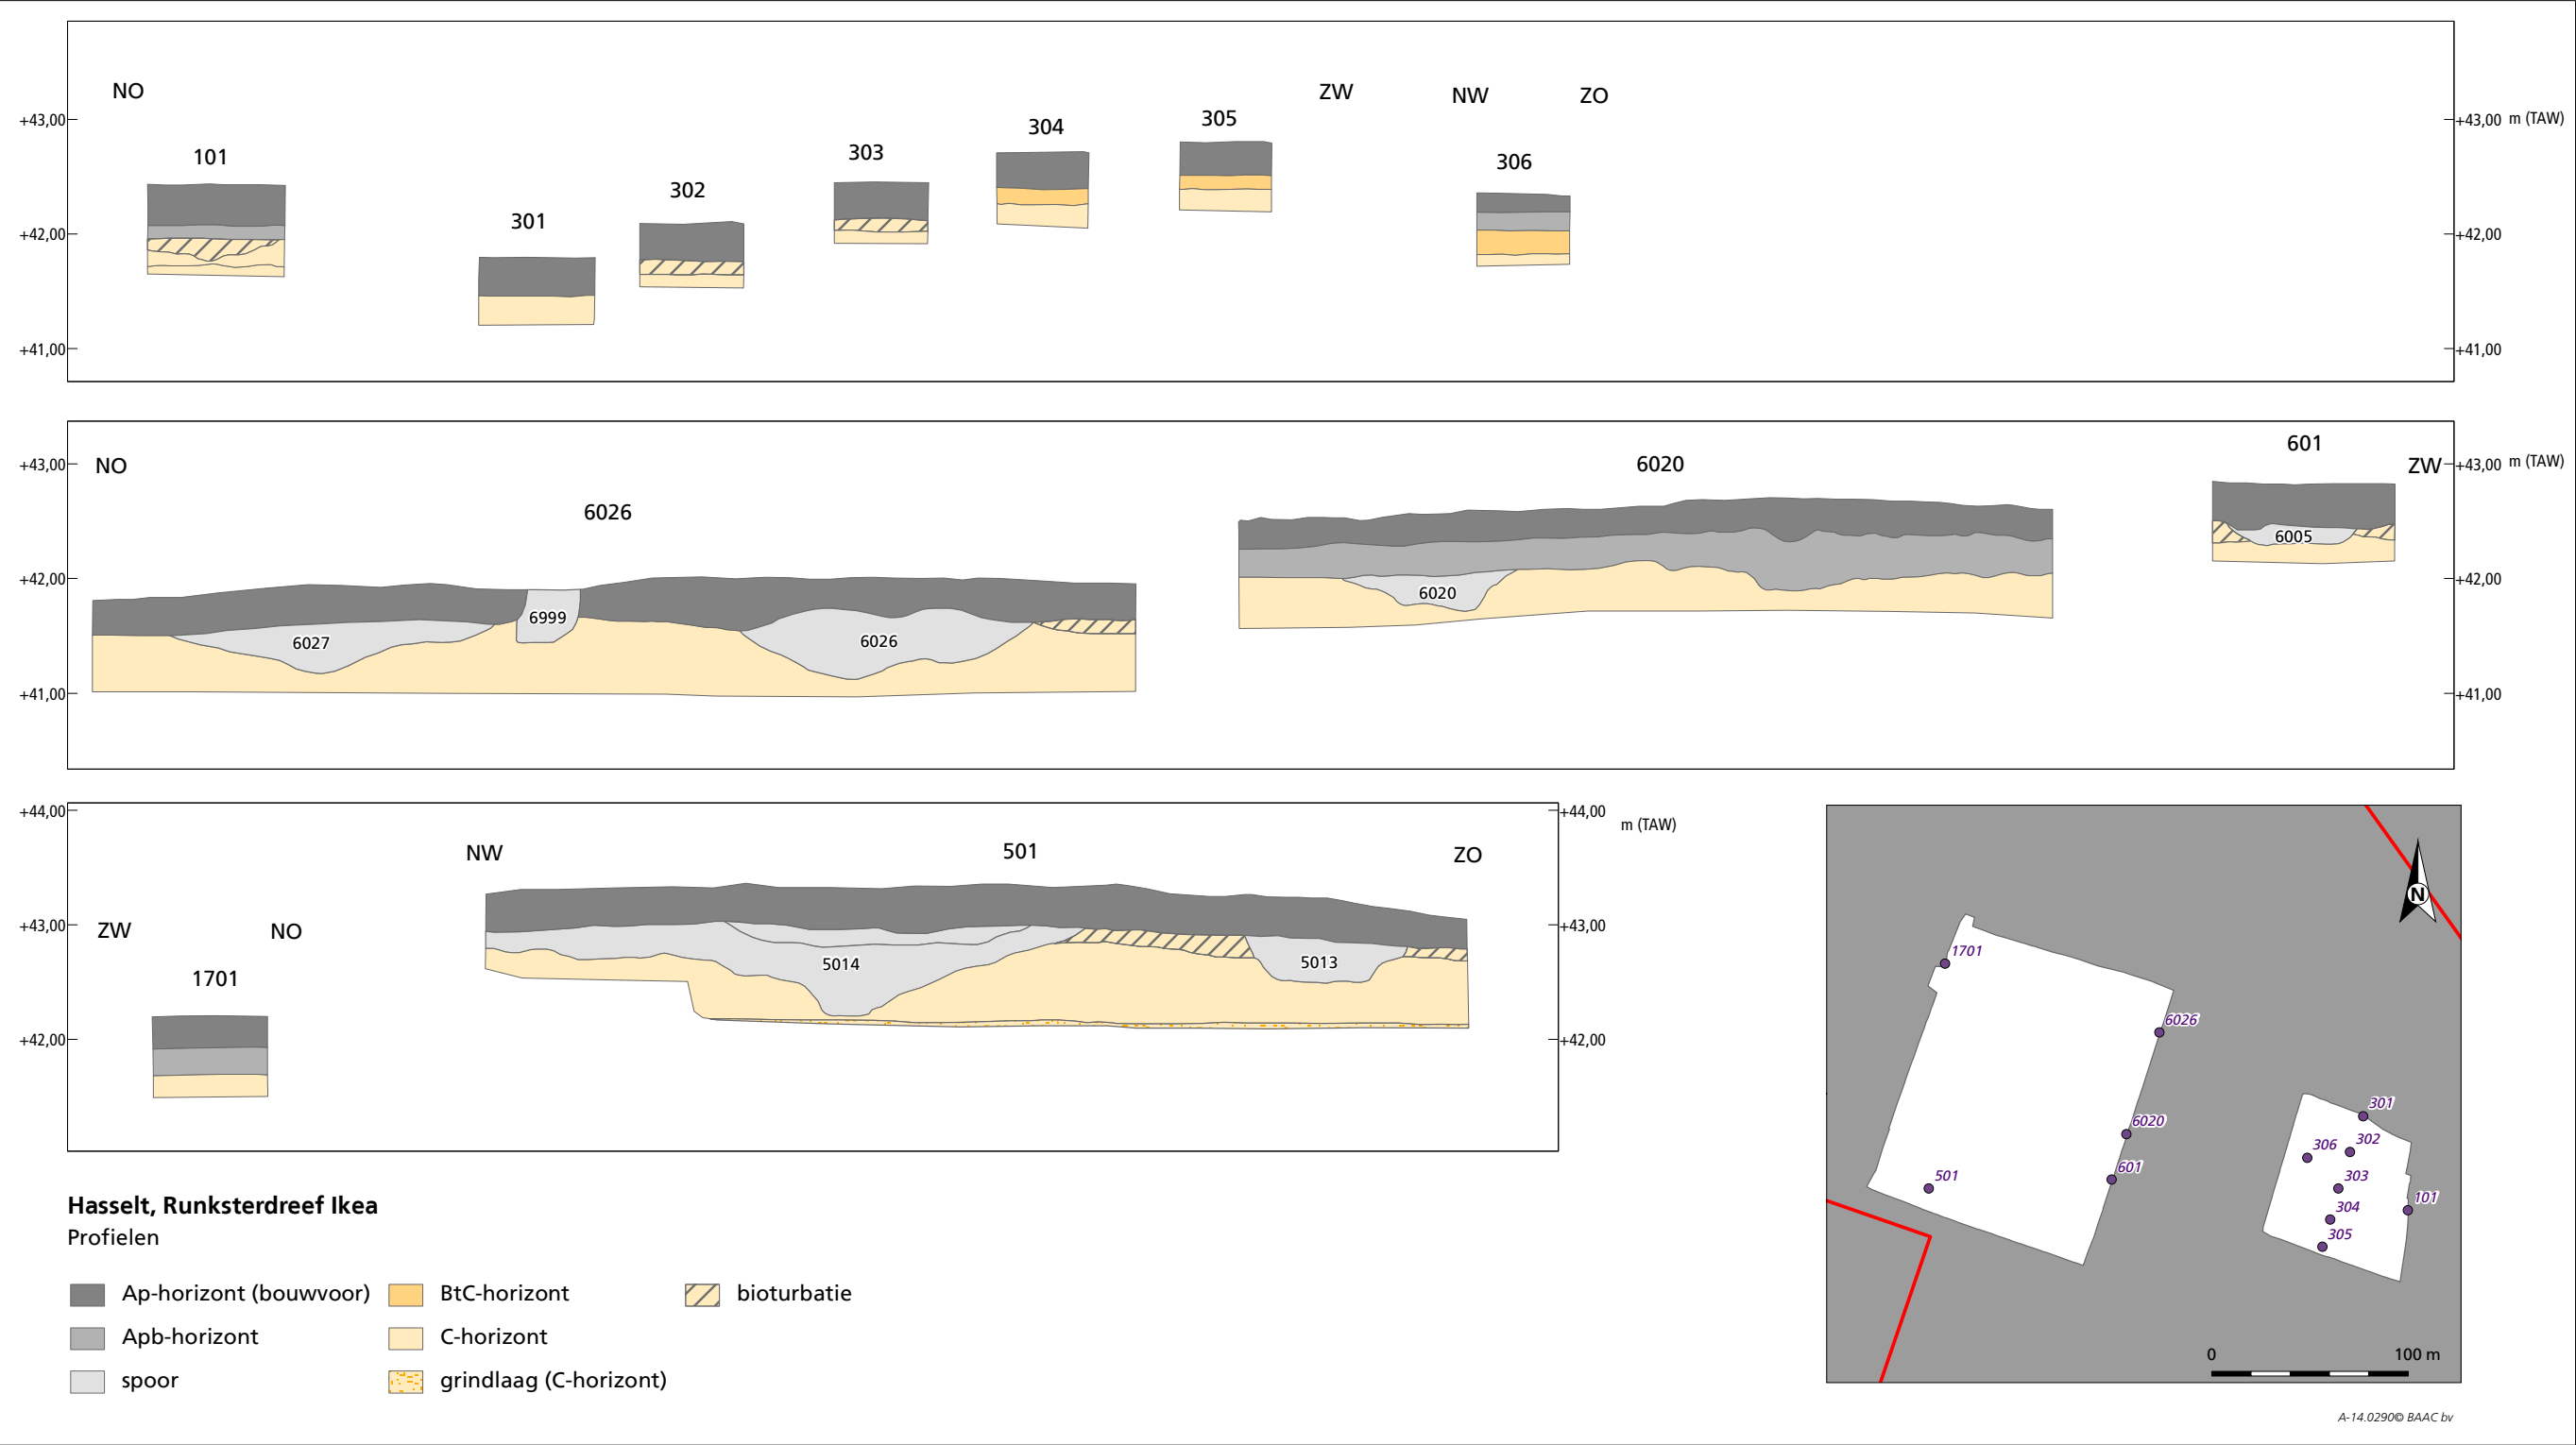 NO
ZW
NW
ZO
+43,00
+43,00 m (TAW)
101
301
302
303
304
305
306
+42,00
+42,00
+41,00
+41,00
NO
6026
6020
601
ZW
+43,00
+43,00 m (TAW)
6027
6999
6026
6020
6005
+42,00
+42,00
+41,00
+41,00
+44,00
+44,00
m (TAW)
NW
501
ZO
+43,00
+43,00
ZW
NO
1701
5014
5013
+42,00
+42,00
N
1701
6026
6020
601
501
301
302
306
303
304
305
101
0
100 m
Hasselt, Runksterdreef Ikea
Profielen
Ap-horizont (bouwvoor)
BtC-horizont
bioturbatie
Apb-horizont
C-horizont
spoor
grindlaag (C-horizont)
A-14.0290© BAAC bv